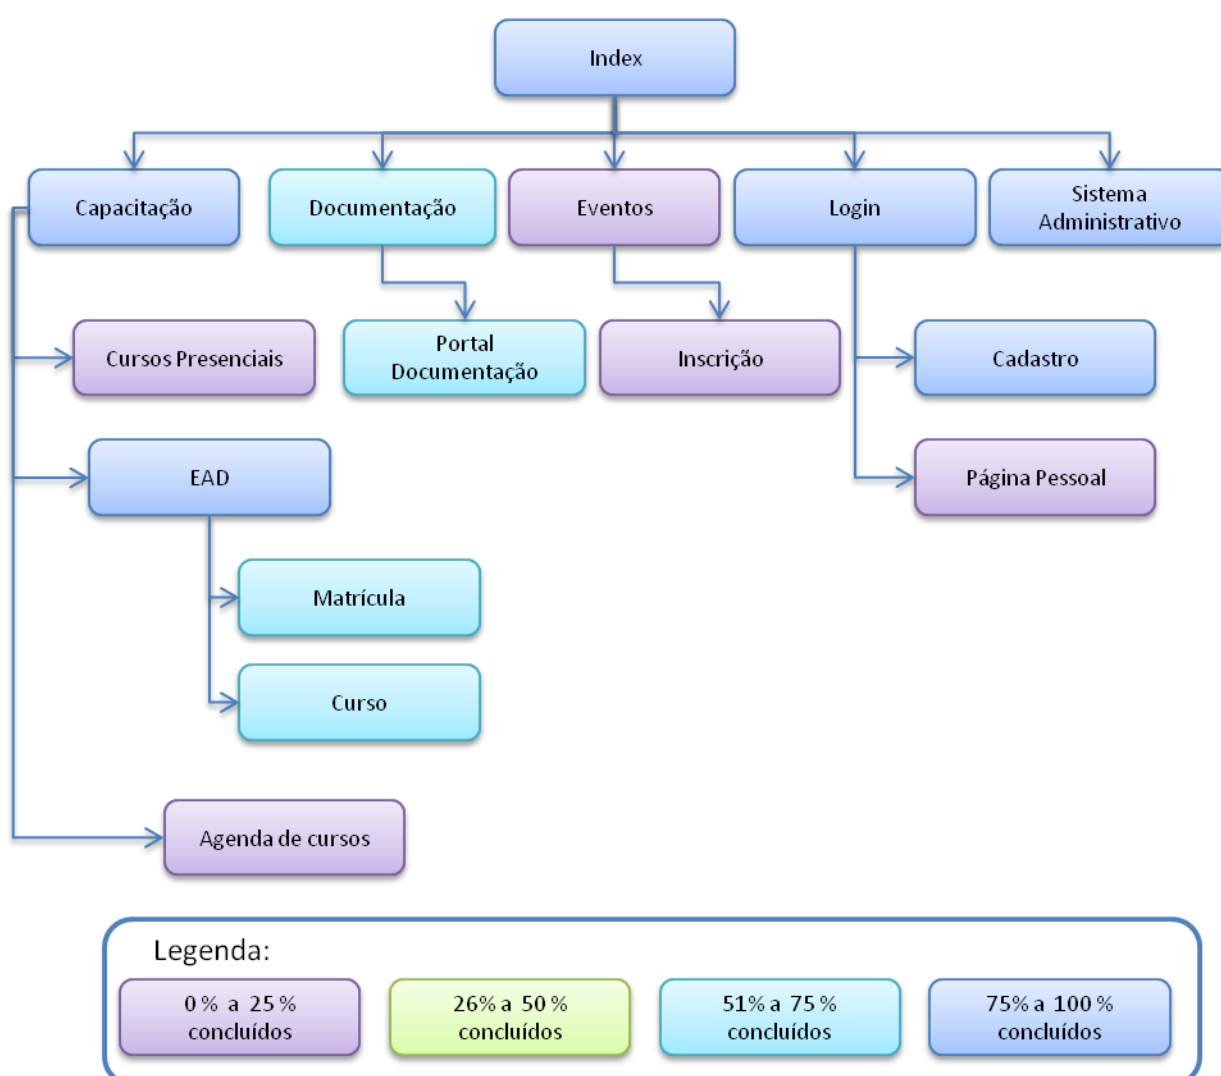 Index
Capacitação
Documentação
Eventos
Login
Sistema
Administrativo
Cursos Presenciais
Portal
Documentação
Inscrição
Cadastro
EAD
Página Pessoal
Matrícula
Curso
Agenda de cursos
Legenda:
0 % a 25 %
concluídos
26% a 50 %
concluídos
51% a 75 %
concluídos
75% a 100 %
concluídos